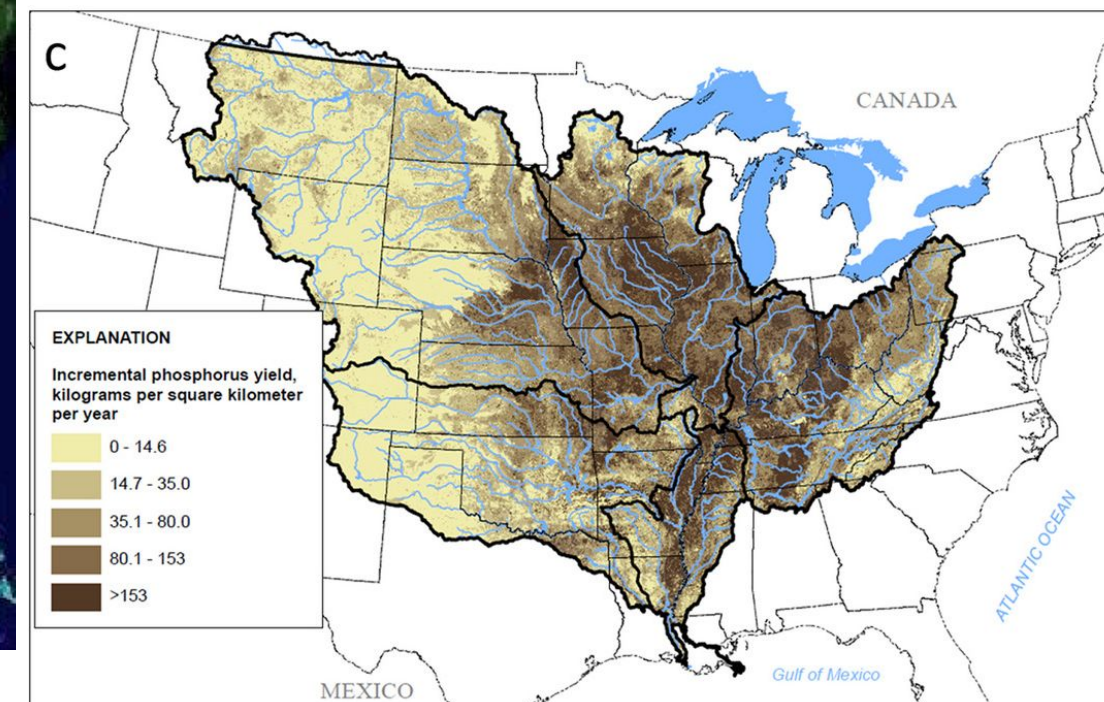 C
CANADA
EXPLANATION
Incremental phosphorus yield,
kilograms per square kilometer
per year
0 - 14.6
14.7 - 35.0
35.1 - 80.0
80.1 - 153
>153
ATLANTIC OCEAN
Gulf of Mexico
MEXICO